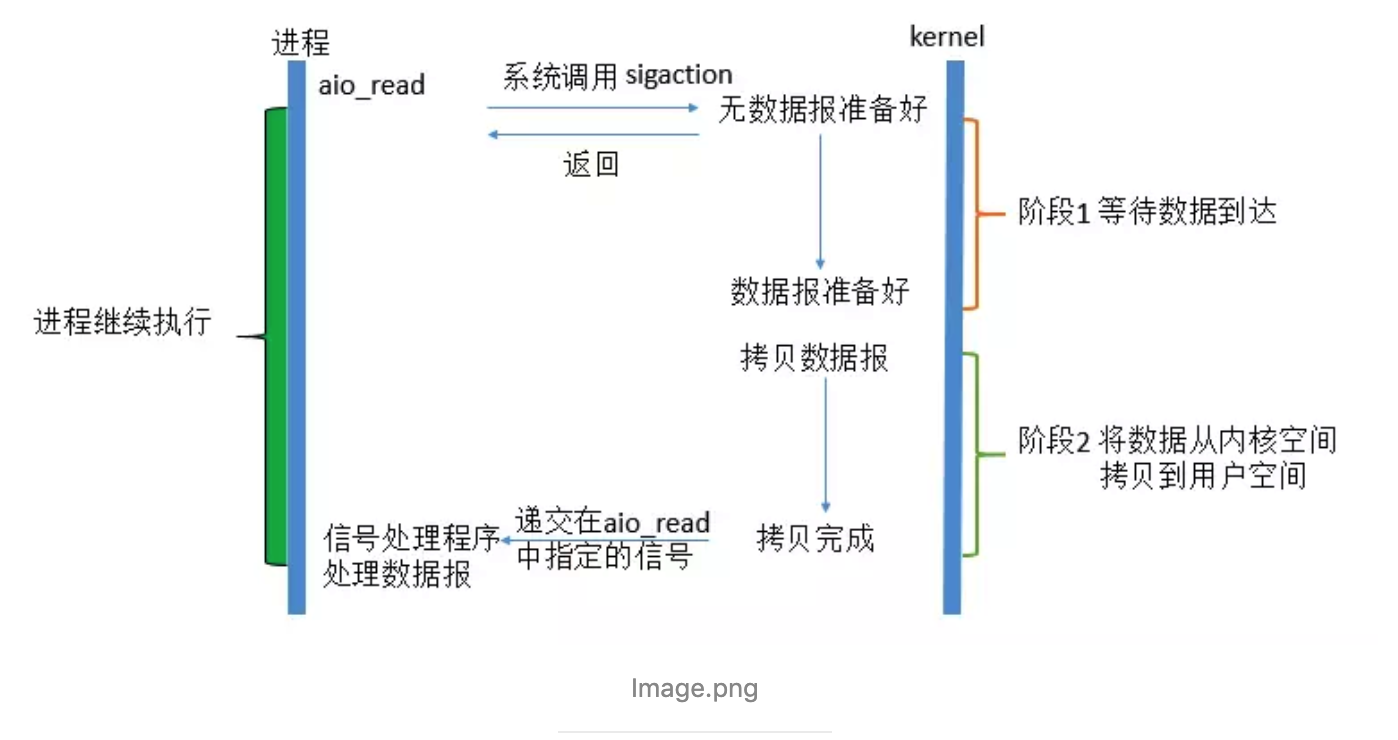 进程
kernel
aio_read
系统调用 sigaction
无数据报准备好
返回
阶段1 等待数据到达
数据报准备好
进程继续执行
拷贝数据报
阶段2 将数据从内核空间
拷贝到用户空间
递交在aio_read
中指定的信号
拷贝完成
信号处理程序
处理数据报
Image.png